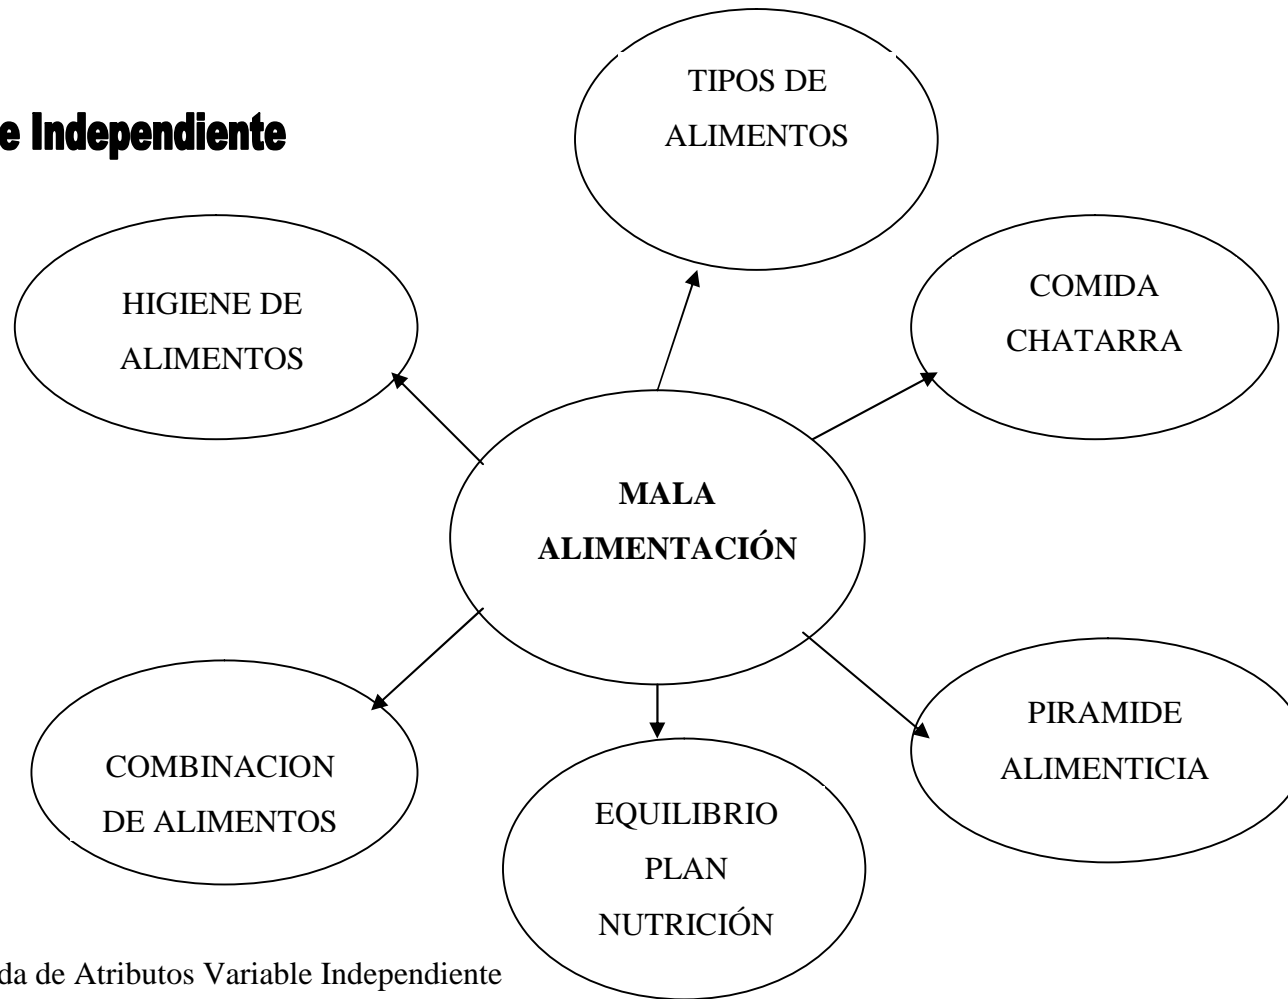 e Independiente
TIPOS DE
ALIMENTOS
HIGIENE DE
ALIMENTOS
COMIDA
CHATARRA
MALA
ALIMENTACIÓN
COMBINACION
DE ALIMENTOS
EQUILIBRIO
PLAN
NUTRICIÓN
PIRAMIDE
ALIMENTICIA
da de Atributos Variable Independiente